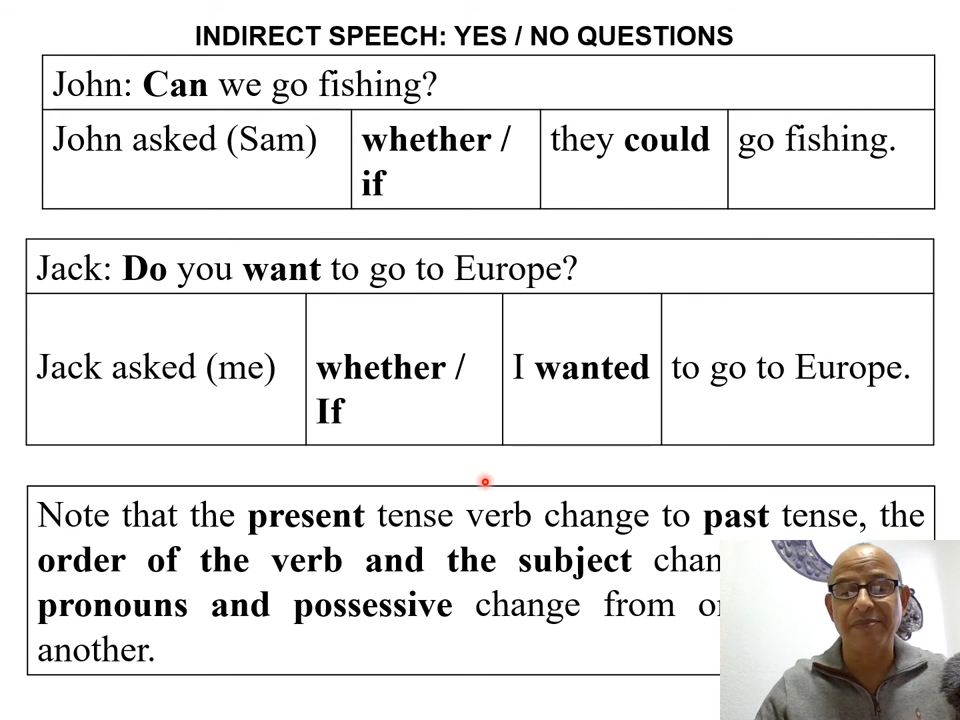 INDIRECT SPEECH: YES / NO QUESTIONS
John: Can we go fishing?
John asked (Sam) whether / they could go fishing.
if
Jack: Do you want to go to Europe?
Jack asked (me) whether / I wanted to go to Europe.
If
Note that the present tense verb change to past tense, the
order of the verb and the subject
pronouns and possessive change from
another.